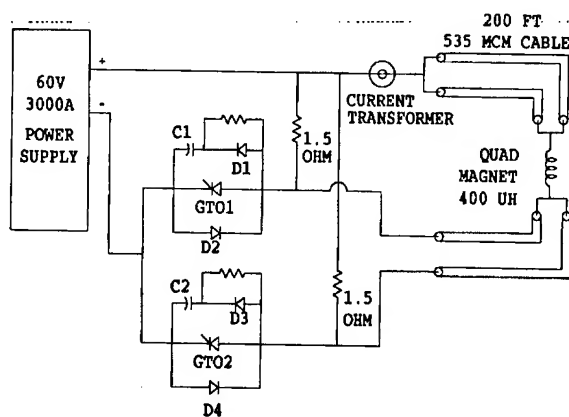 200 FT
535 MCM CABLE
60V
3000A
POWER
SUPPLY
+
-
CURRENT
TRANSFORMER
C1
D1
1.5
OHM
GTO1
D2
QUAD
MAGNET
400 UH
C2
D3
1.5
OHM
GTO2
D4